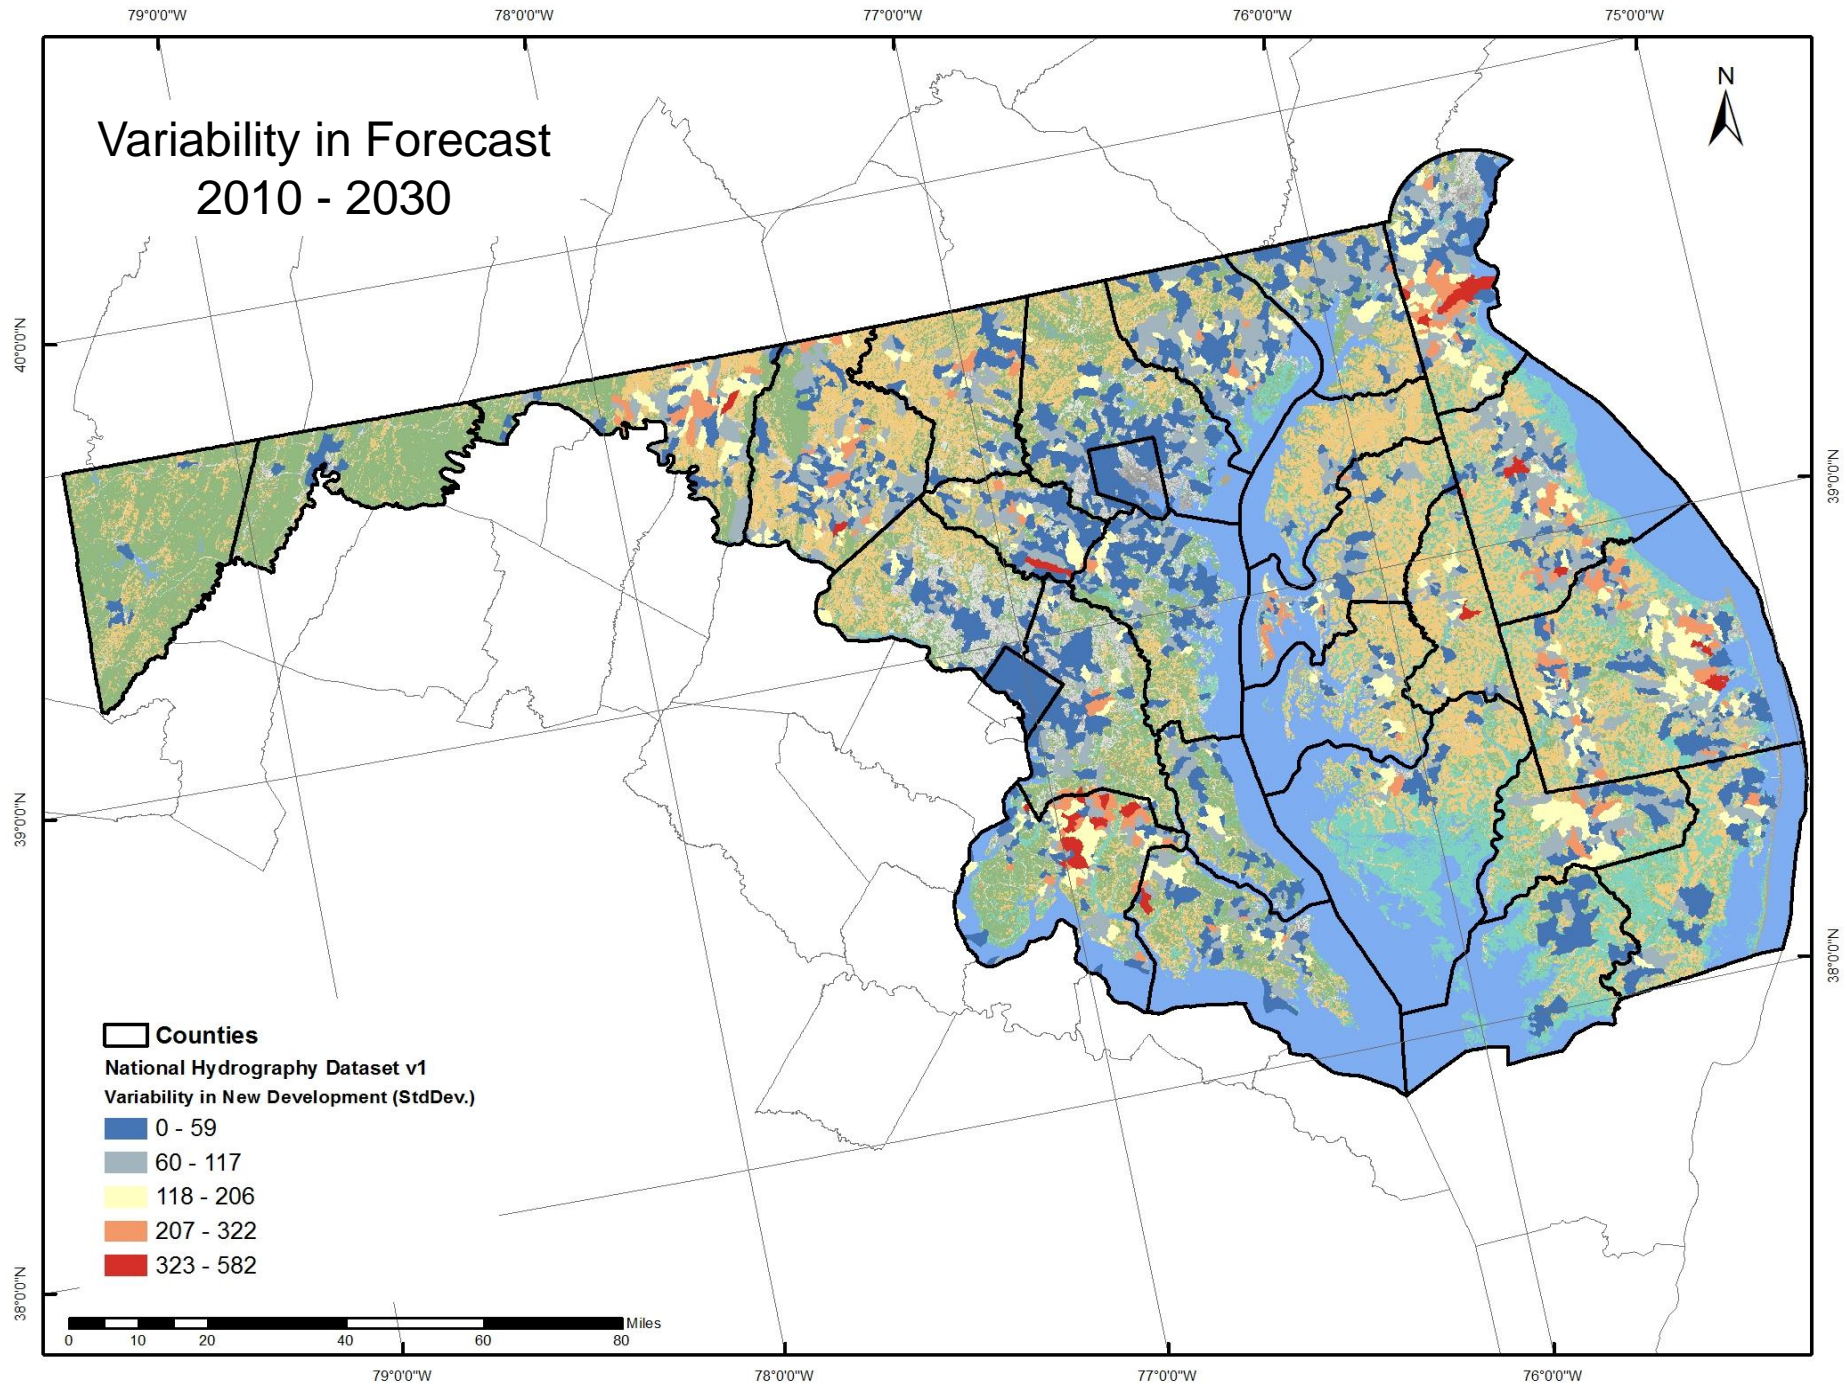 79°0'0"W 78°0'0"W 77°0'0"W 76°0'0"W 75°0'0"W
N
Variability in Forecast
2010 - 2030
40°0'0"N
39°0'0"N
39°0'0"N
38°0'0"N
38°0'0"N
Counties
National Hydrography Dataset v1
Variability in New Development (StdDev.)
0 - 59
60 - 117
118 - 206
207 - 322
323 - 582
Miles
0 10 20 40 60 80
79°0'0"W 78°0'0"W 77°0'0"W 76°0'0"W